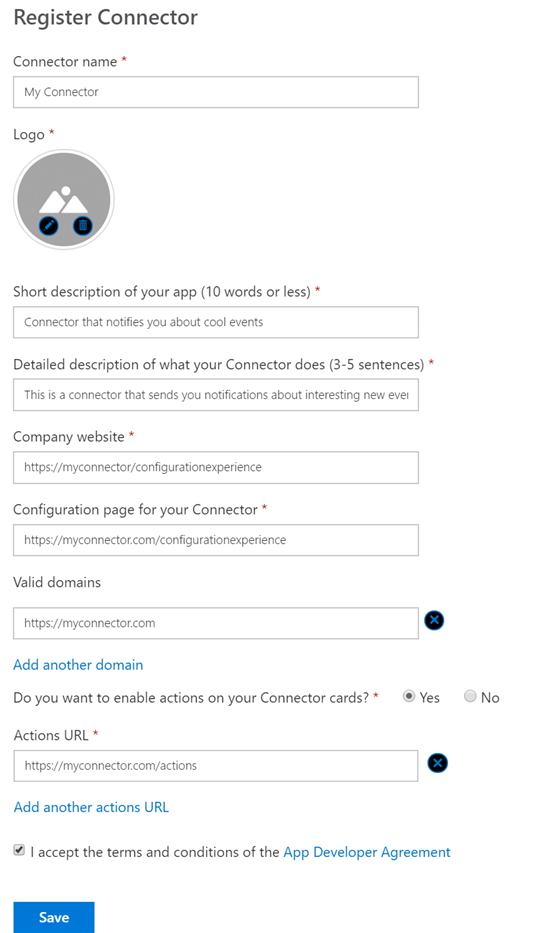 Register Connector
Connector name *
My Connector
Logo *
Short description of your app (10 words or less) *
Connector that notifies you about cool events
Detailed description of what your Connector does (3-5 sentences) *
This is a connector that sends you notifications about interesting new
Company website *
https://myconnector/configurationexperience
Configuration page for your Connector *
https://myconnector.com/configurationexperience
Valid domains
https://myconnector.com
Add another domain
Do you want to enable actions on your Connector cards? * Yes No
Actions URL *
https://myconnector.com/actions
Add another actions URL
I accept the terms and conditions of the App Developer Agreement
Save